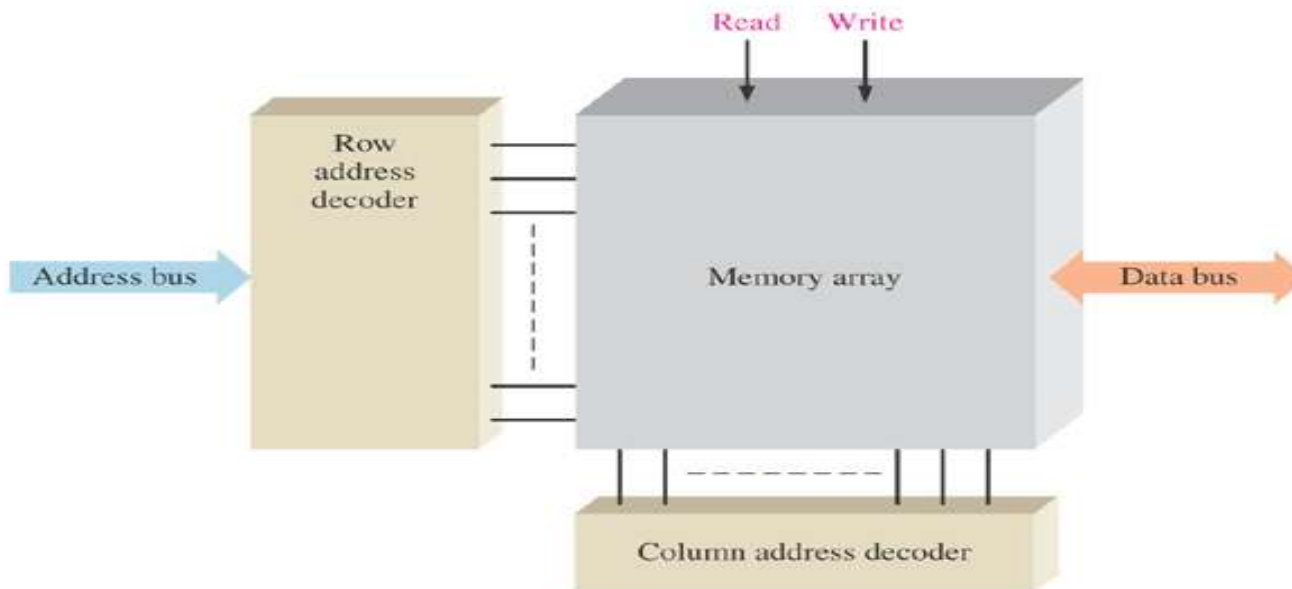 Read Write
Row
address
decoder
Address bus
Memory array
Data bus
Column address decoder